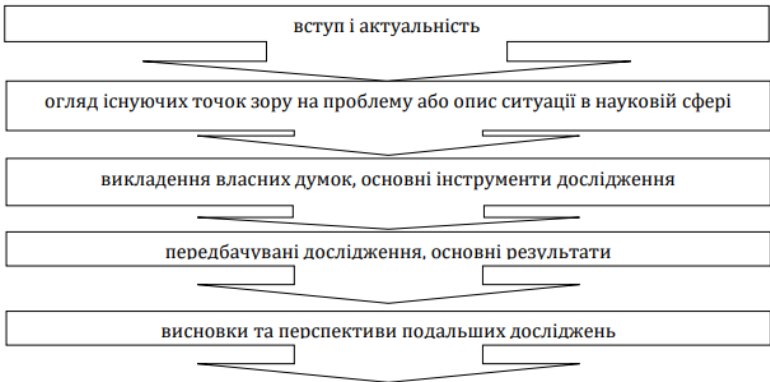 вступ і актуальність
огляд існуючих точок зору на проблему або опис ситуації в науковій сфері
викладення власних думок, основні інструменти дослідження
передбачувані дослідження, основні результати
висновки та перспективи подальших досліджень